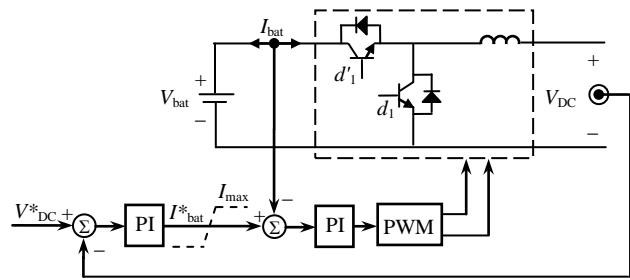 I_bat
+
V_bat
−
d'_1
d_1
+
V_DC
−
V*_DC
+
Σ
−
PI
I*_bat
I_max
+
−
Σ
PI
PWM